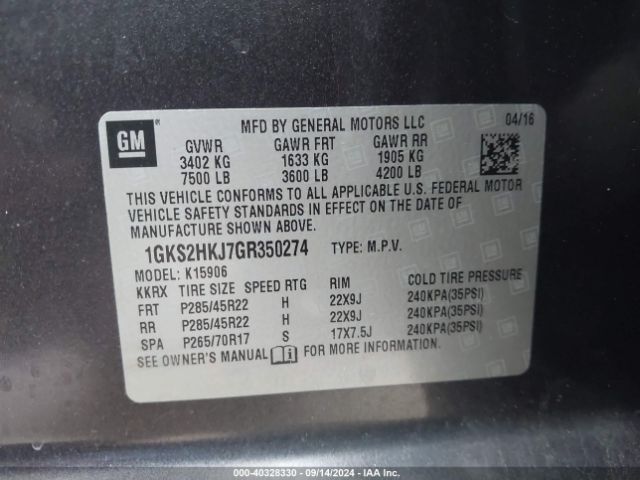 GM ®
MFD BY GENERAL MOTORS LLC 04/16
GVWR GAWR FRT GAWR RR
3402 KG 1633 KG 1905 KG
7500 LB 3600 LB 4200 LB
THIS VEHICLE CONFORMS TO ALL APPLICABLE U.S. FEDERAL MOTOR
VEHICLE SAFETY STANDARDS IN EFFECT ON THE DATE OF
MANUFACTURE SHOWN ABOVE.
1GKS2HKJ7GR350274 TYPE: M.P.V.
MODEL: K15906
KKRX TIRE SIZE SPEED RTG RIM COLD TIRE PRESSURE
FRT P285/45R22 H 22X9J 240KPA(35PSI)
RR P285/45R22 H 22X9J 240KPA(35PSI)
SPA P265/70R17 S 17X7.5J 240KPA(35PSI)
SEE OWNER'S MANUAL FOR MORE INFORMATION.
000-40328330 - 09/14/2024 - IAA Inc.